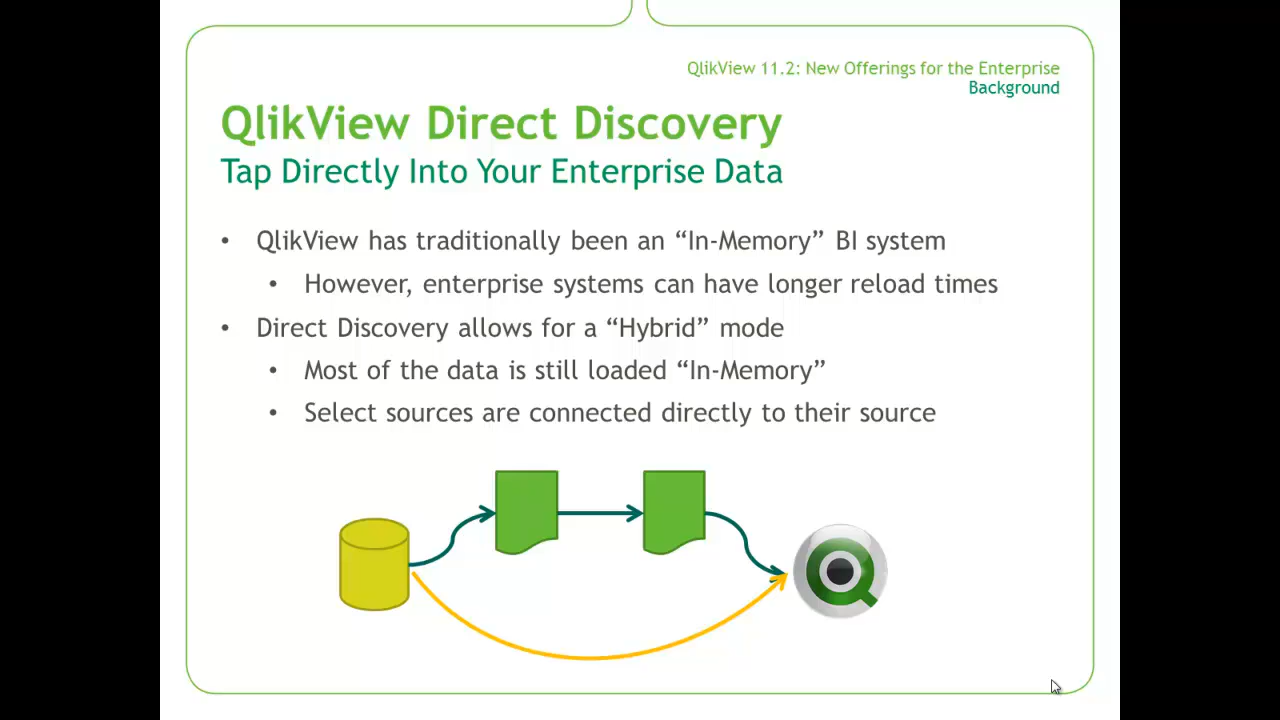 QlikView 11.2: New Offerings for the Enterprise
Background
QlikView Direct Discovery
Tap Directly Into Your Enterprise Data
• QlikView has traditionally been an “In-Memory” BI system
• However, enterprise systems can have longer reload times
• Direct Discovery allows for a “Hybrid” mode
• Most of the data is still loaded “In-Memory”
• Select sources are connected directly to their source